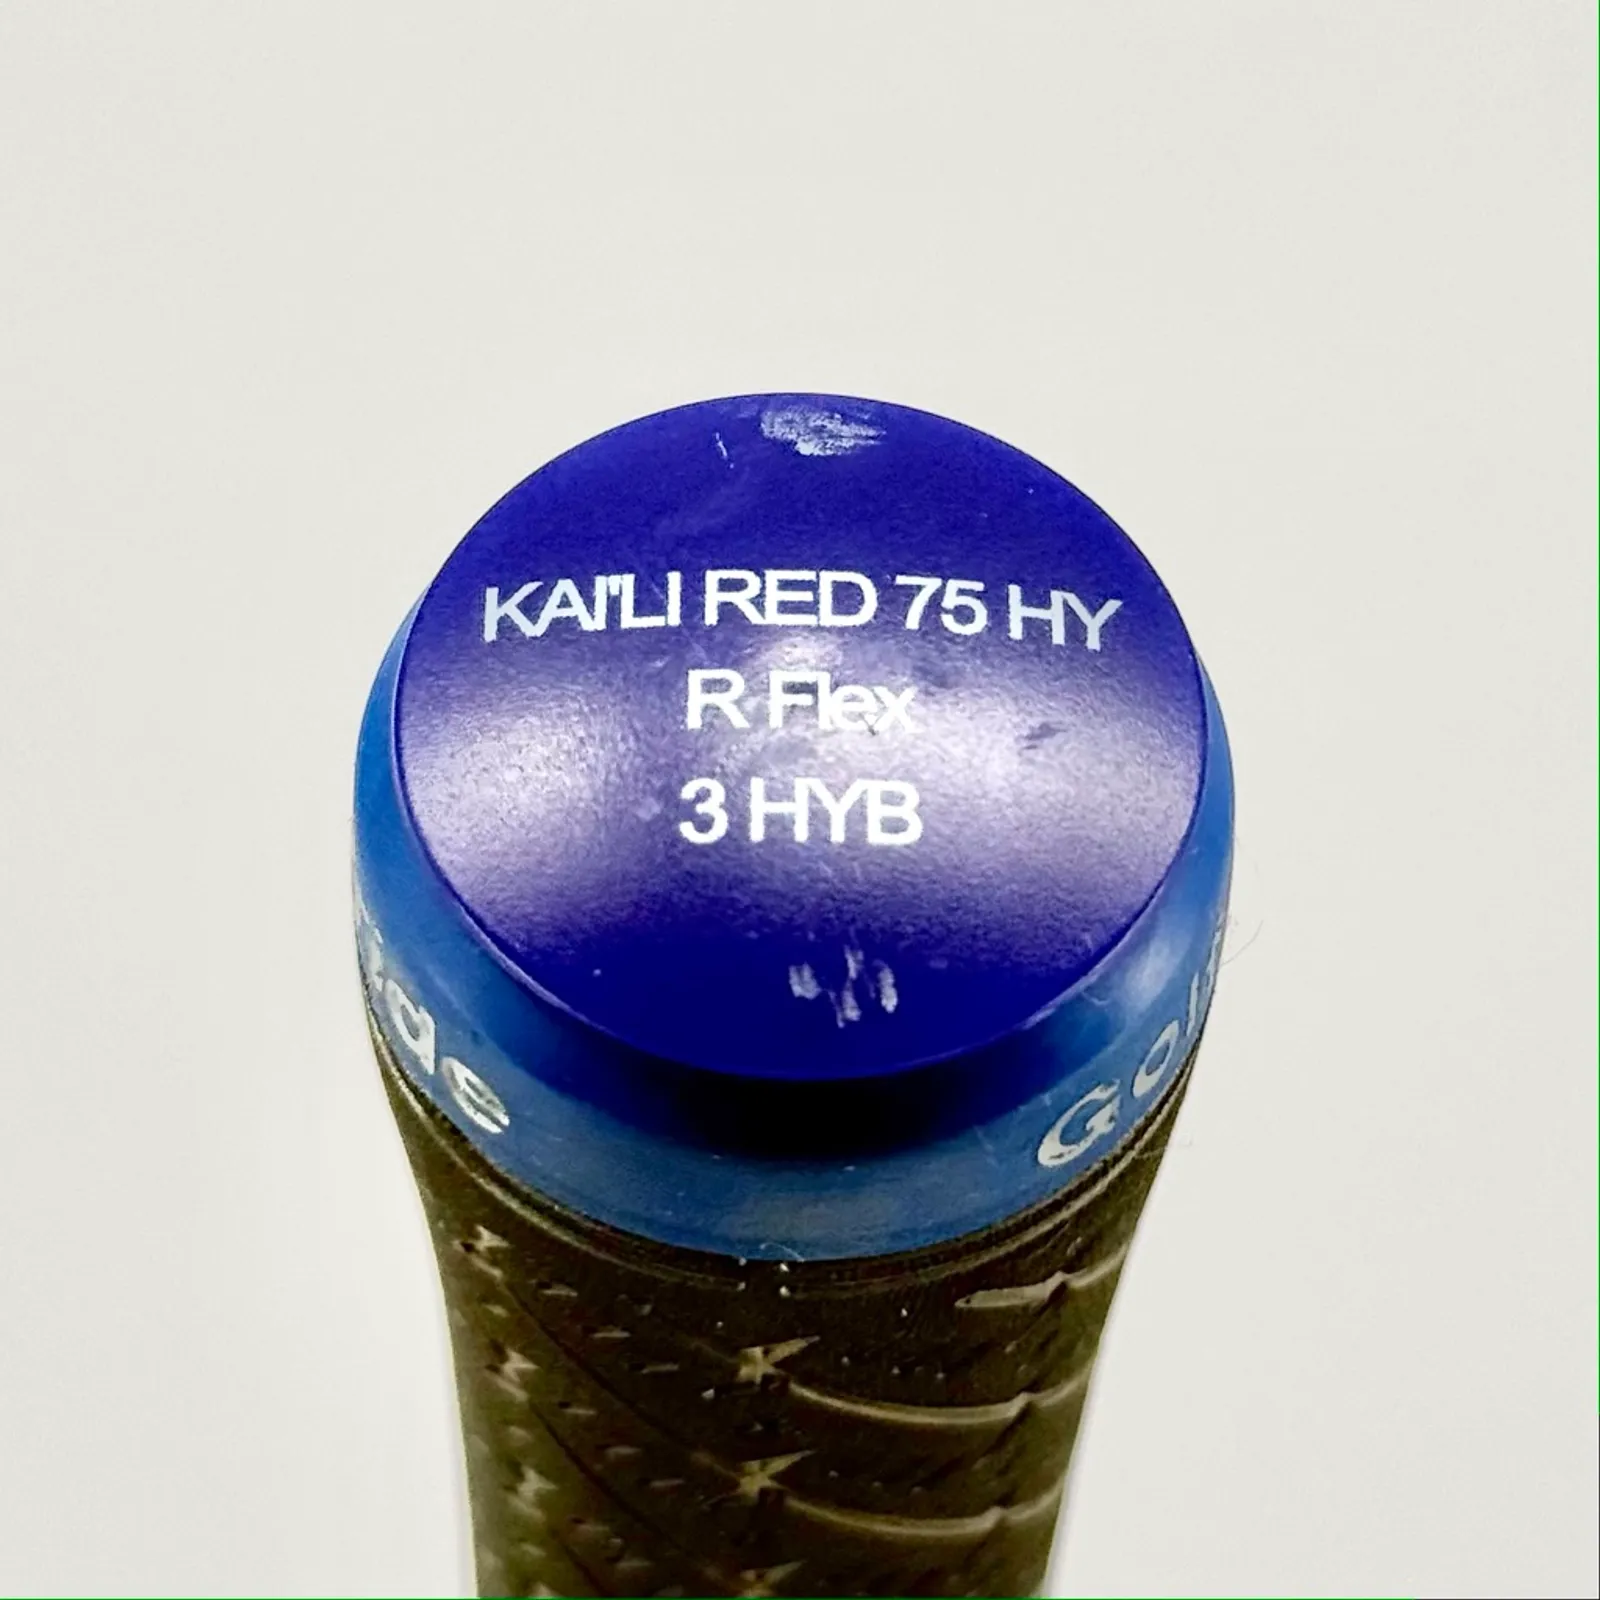 KAI"LI RED 75 HY
R Flex
3 HYB